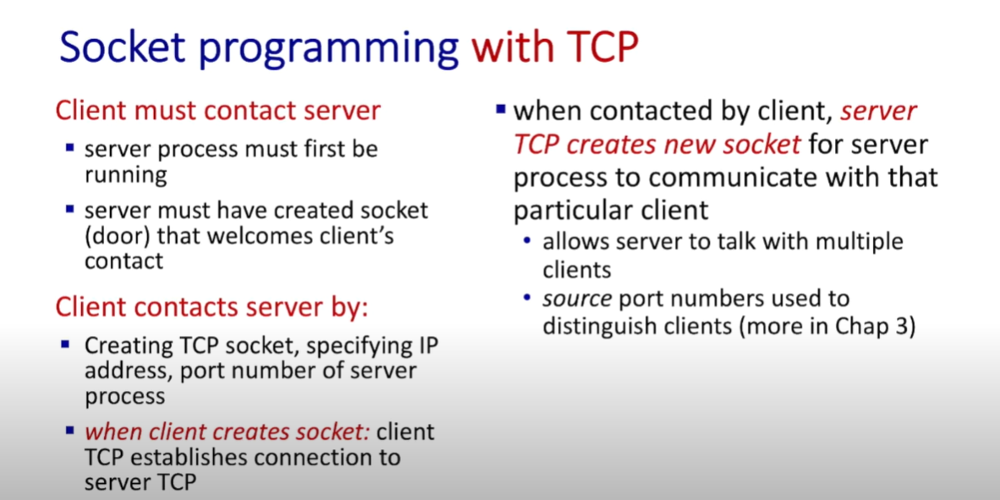 Socket programming with TCP
Client must contact server
▪ server process must first be
running
▪ server must have created socket
(door) that welcomes client's
contact
Client contacts server by:
▪ Creating TCP socket, specifying IP
address, port number of server
process
▪ when client creates socket: client
TCP establishes connection to
server TCP
▪ when contacted by client, server
TCP creates new socket for server
process to communicate with that
particular client
• allows server to talk with multiple
clients
• source port numbers used to
distinguish clients (more in Chap 3)